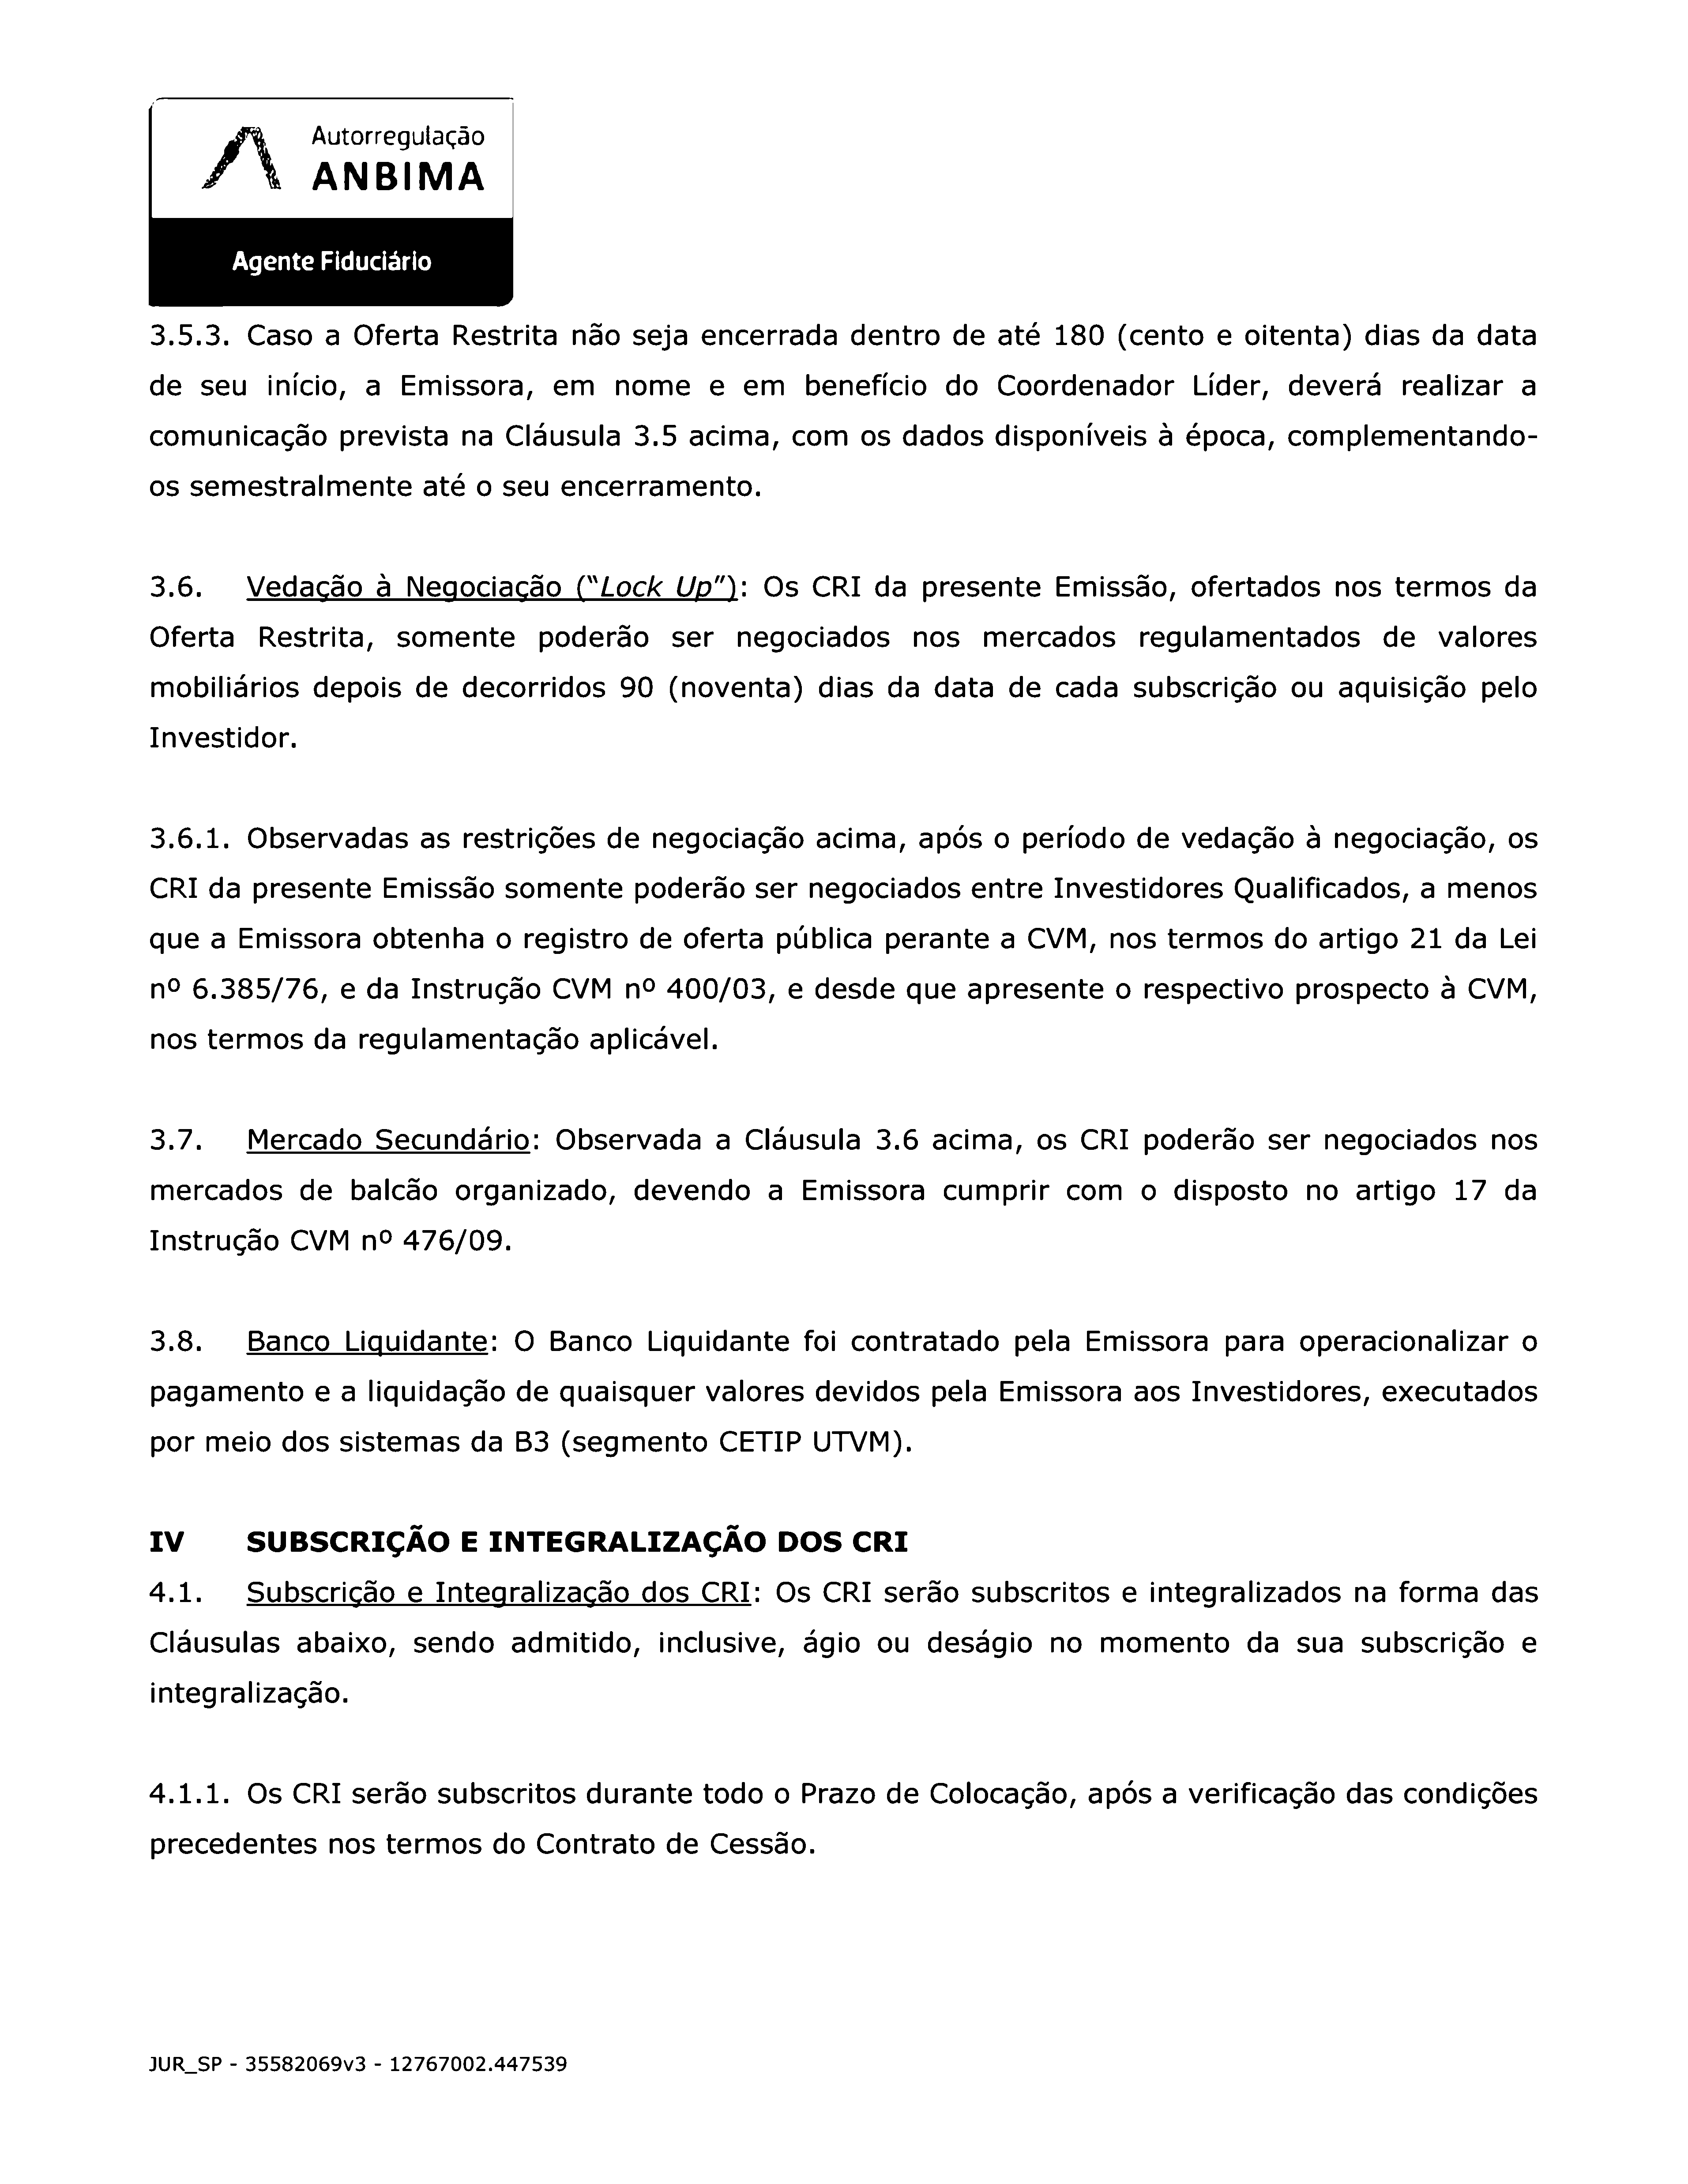 Autorregulação
ANBIMA
Agente Fiduciário
3.5.3. Caso a Oferta Restrita não seja encerrada dentro de até 180 (cento e oitenta) dias da data
de seu início, a Emissora, em nome e em benefício do Coordenador Líder, deverá realizar a
comunicação prevista na Cláusula 3.5 acima, com os dados disponíveis à época, complementando-
os semestralmente até o seu encerramento.
3.6. Vedação à Negociação ("Lock Up"): Os CRI da presente Emissão, ofertados nos termos da
Oferta Restrita, somente poderão ser negociados nos mercados regulamentados de valores
mobiliários depois de decorridos 90 (noventa) dias da data de cada subscrição ou aquisição pelo
Investidor.
3.6.1. Observadas as restrições de negociação acima, após o período de vedação à negociação, os
CRI da presente Emissão somente poderão ser negociados entre Investidores Qualificados, a menos
que a Emissora obtenha o registro de oferta pública perante a CVM, nos termos do artigo 21 da Lei
nº 6.385/76, e da Instrução CVM nº 400/03, e desde que apresente o respectivo prospecto à CVM,
nos termos da regulamentação aplicável.
3.7. Mercado Secundário: Observada a Cláusula 3.6 acima, os CRI poderão ser negociados nos
mercados de balcão organizado, devendo a Emissora cumprir com o disposto no artigo 17 da
Instrução CVM nº 476/09.
3.8. Banco Liquidante: O Banco Liquidante foi contratado pela Emissora para operacionalizar o
pagamento e a liquidação de quaisquer valores devidos pela Emissora aos Investidores, executados
por meio dos sistemas da B3 (segmento CETIP UTVM).
IV SUBSCRIÇÃO E INTEGRALIZAÇÃO DOS CRI
4.1. Subscrição e Integralização dos CRI: Os CRI serão subscritos e integralizados na forma das
Cláusulas abaixo, sendo admitido, inclusive, ágio ou deságio no momento da sua subscrição e
integralização.
4.1.1. Os CRI serão subscritos durante todo o Prazo de Colocação, após a verificação das condições
precedentes nos termos do Contrato de Cessão.
JUR_SP - 35582069v3 - 12767002.447539